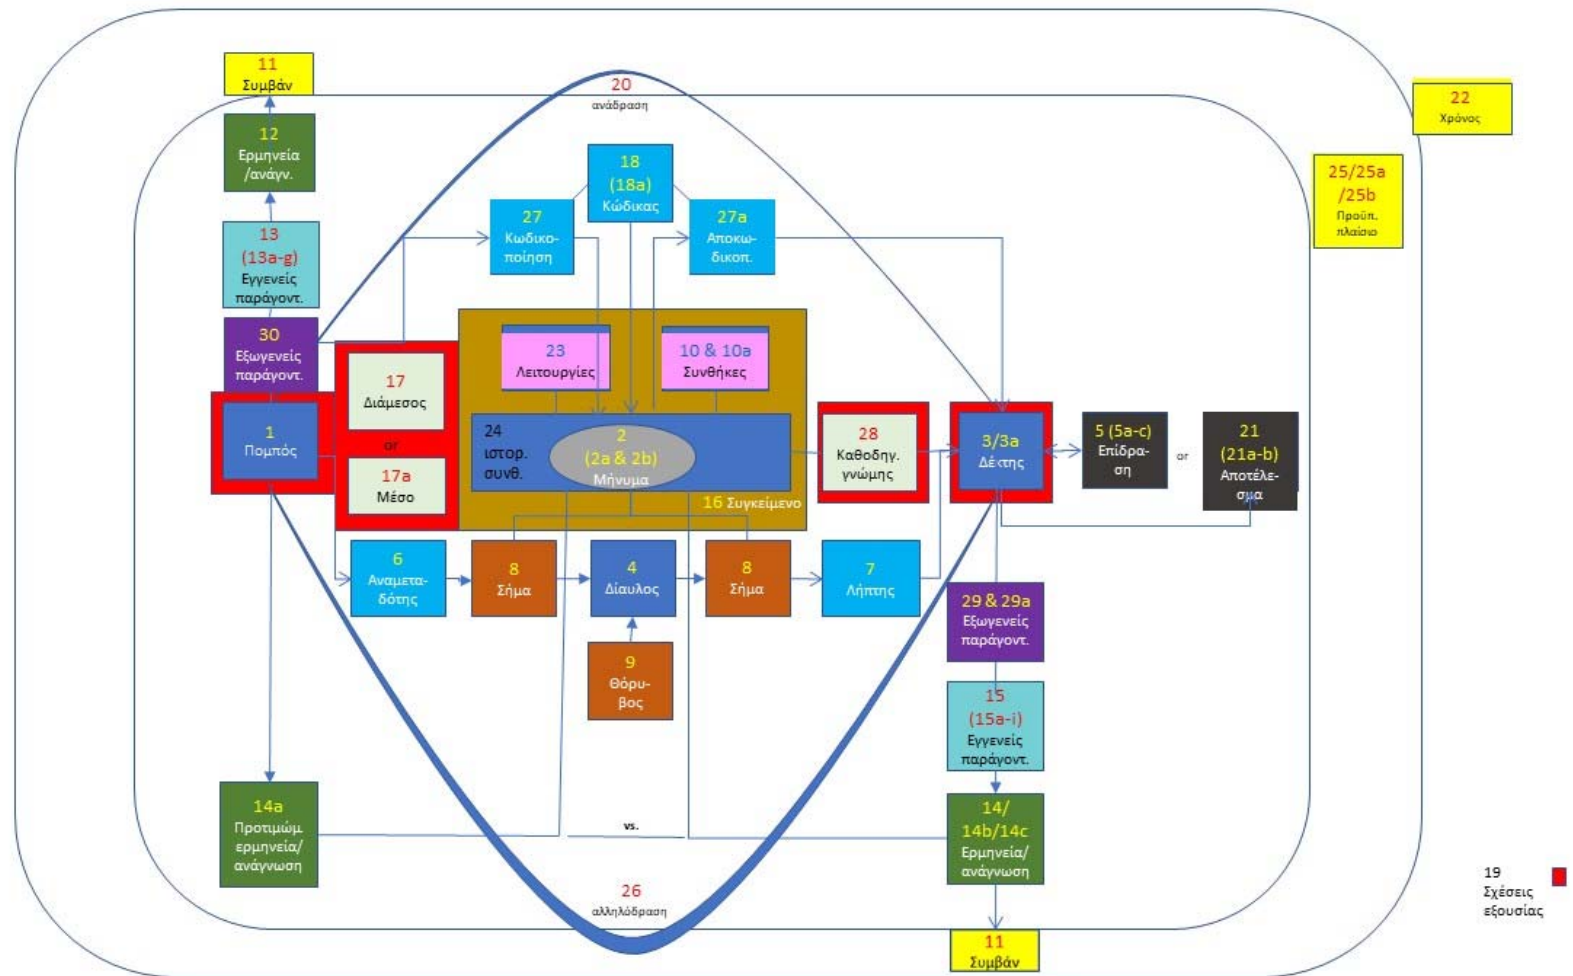 11
Συμβάν
20
ανάδραση
22
Χρόνος
12
Ερμηνεία
/ανάγν.
18
(18a)
Κώδικας
25/25a
/25b
Προϋπ.
πλαίσιο
27
Κωδικο-
ποίηση
27a
Αποκω-
δικοπ.
13
(13a-g)
Εγγενείς
παράγοντ.
30
Εξωγενείς
παράγοντ.
17
Διάμεσος
or
17a
Μέσο
23
Λειτουργίες
10 & 10a
Συνθήκες
1
Πομπός
24
ιστορ.
συνθ.
2
(2a & 2b)
Μήνυμα
16 Συγκείμενο
28
Καθοδηγ.
γνώμης
3/3a
Δέκτης
5 (5a-c)
Επίδρα-
ση
or
21
(21a-b)
Αποτέλε-
σμα
6
Αναμετα-
δότης
8
Σήμα
4
Δίαυλος
8
Σήμα
7
Λήπτης
9
Θόρυ-
βος
29 & 29a
Εξωγενείς
παράγοντ.
15
(15a-i)
Εγγενείς
παράγοντ.
14a
Προτιμώμ.
ερμηνεία/
ανάγνωση
vs.
14/
14b/14c
Ερμηνεία/
ανάγνωση
26
αλληλόδραση
11
Συμβάν
19
Σχέσεις
εξουσίας